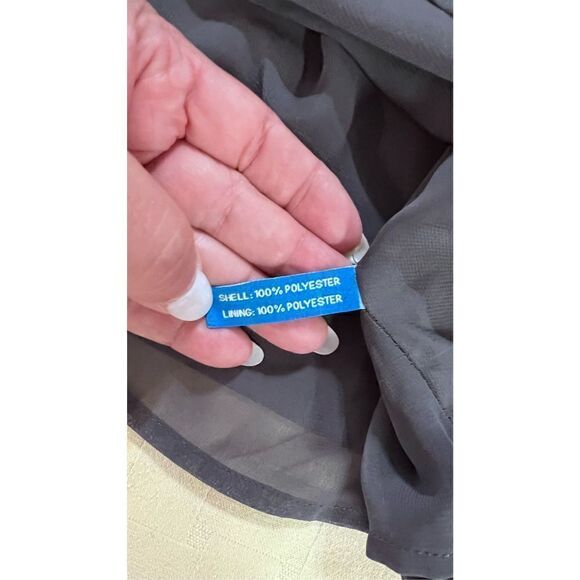 SHELL: 100% POLYESTER
LINING: 100% POLYESTER